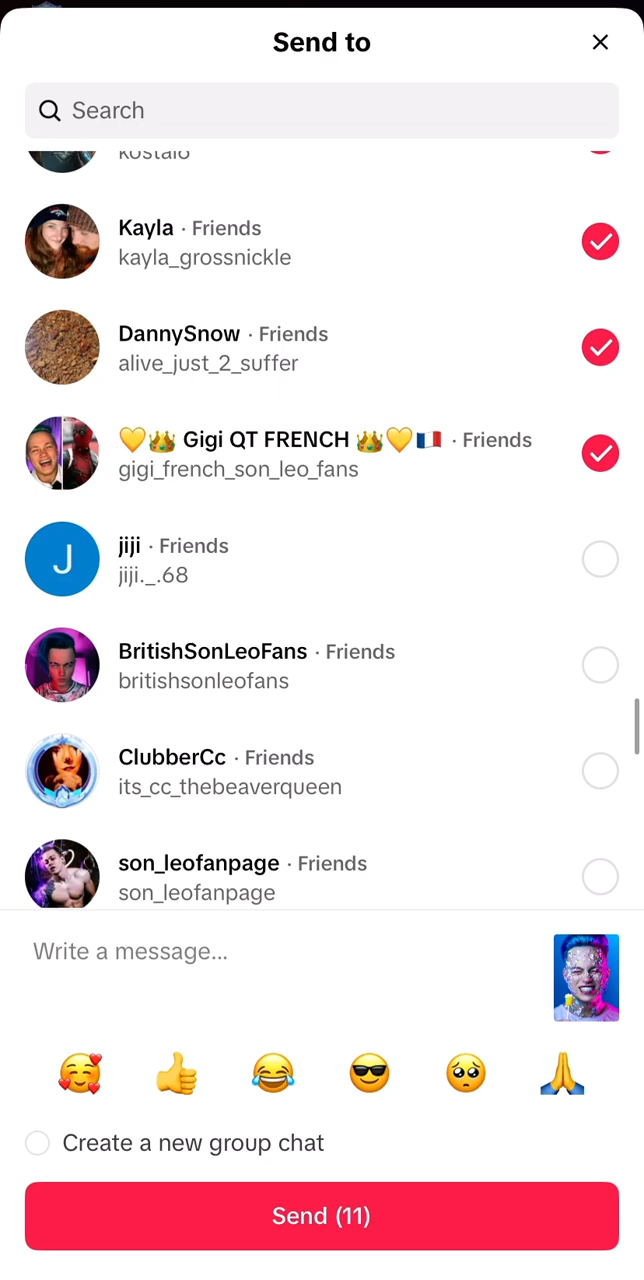 Send to
Search
kostaio
Kayla · Friends
kayla_grossnickle
DannySnow · Friends
alive_just_2_suffer
💛👑 Gigi QT FRENCH 👑💛🇫🇷 · Friends
gigi_french_son_leo_fans
jiji · Friends
jiji._.68
J
BritishSonLeoFans · Friends
britishsonleofans
ClubberCc · Friends
its_cc_thebeaverqueen
son_leofanpage · Friends
son_leofanpage
Write a message...
Create a new group chat
Send (11)